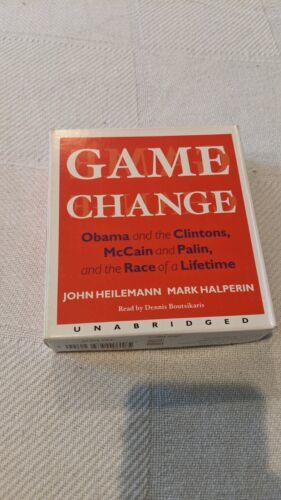 GAME
CHANGE
Obama and the Clintons,
McCain and Palin,
and the Race of a Lifetime
JOHN HEILEMANN MARK HALPERIN
Read by Dennis Boutsikaris
UNABRIDGED